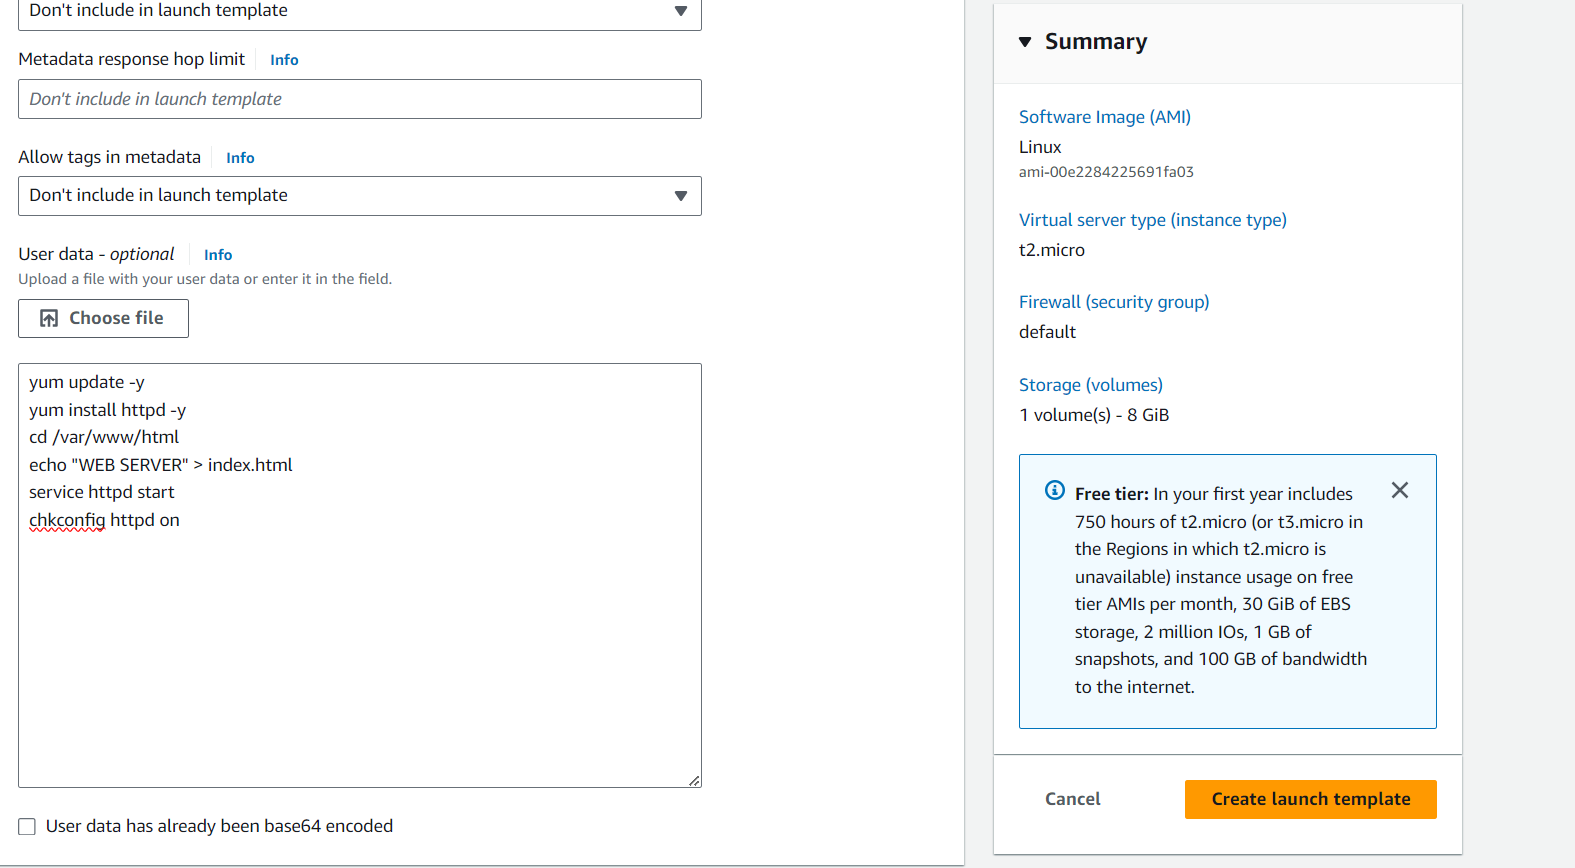 Don't include in launch template
Metadata response hop limit
Info
Don't include in launch template
Allow tags in metadata
Info
Don't include in launch template
User data - optional
Info
Upload a file with your user data or enter it in the field.
Choose file
yum update -y
yum install httpd -y
cd /var/www/html
echo "WEB SERVER" > index.html
service httpd start
chkconfig httpd on
User data has already been base64 encoded
Summary
Software Image (AMI)
Linux
ami-00e2284225691fa03
Virtual server type (instance type)
t2.micro
Firewall (security group)
default
Storage (volumes)
1 volume(s) - 8 GiB
Free tier: In your first year includes
750 hours of t2.micro (or t3.micro in
the Regions in which t2.micro is
unavailable) instance usage on free
tier AMIs per month, 30 GiB of EBS
storage, 2 million IOs, 1 GB of
snapshots, and 100 GB of bandwidth
to the internet.
Cancel
Create launch template